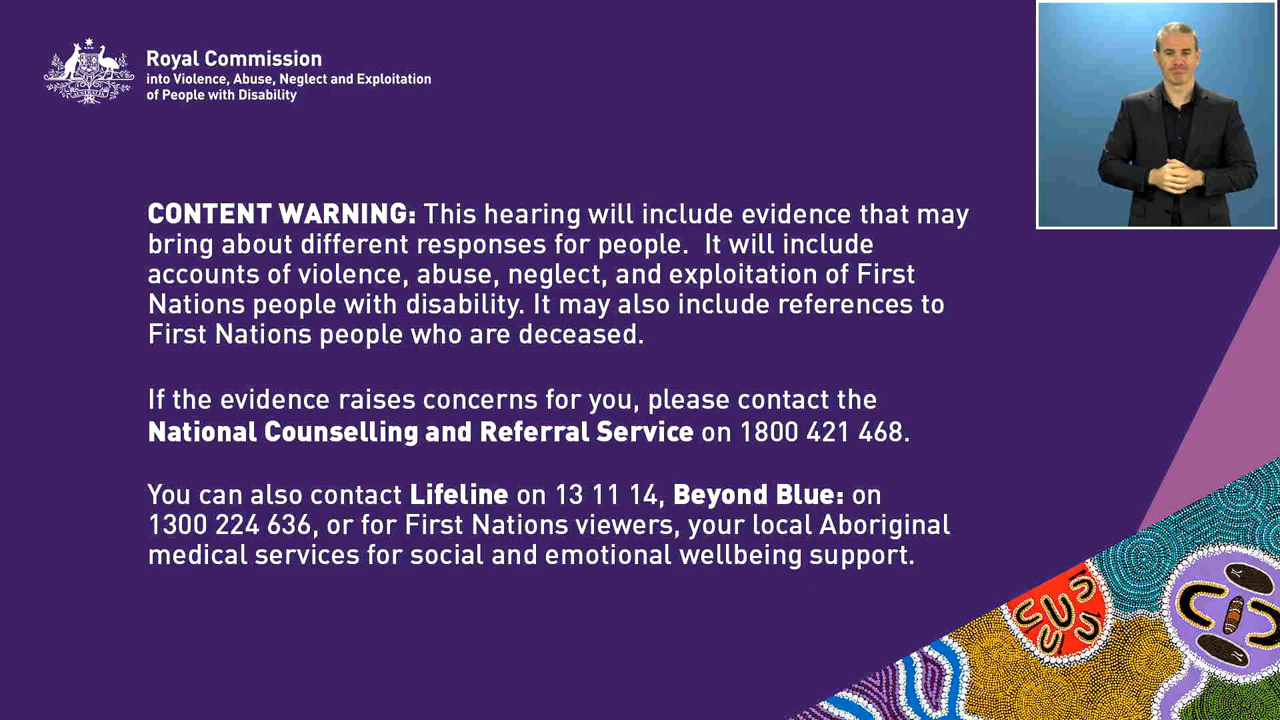 Royal Commission
into Violence, Abuse, Neglect and Exploitation
of People with Disability
CONTENT WARNING: This hearing will include evidence that may
bring about different responses for people.  It will include
accounts of violence, abuse, neglect, and exploitation of First
Nations people with disability. It may also include references to
First Nations people who are deceased.
If the evidence raises concerns for you, please contact the
National Counselling and Referral Service on 1800 421 468.
You can also contact Lifeline on 13 11 14, Beyond Blue: on
1300 224 636, or for First Nations viewers, your local Aboriginal
medical services for social and emotional wellbeing support.